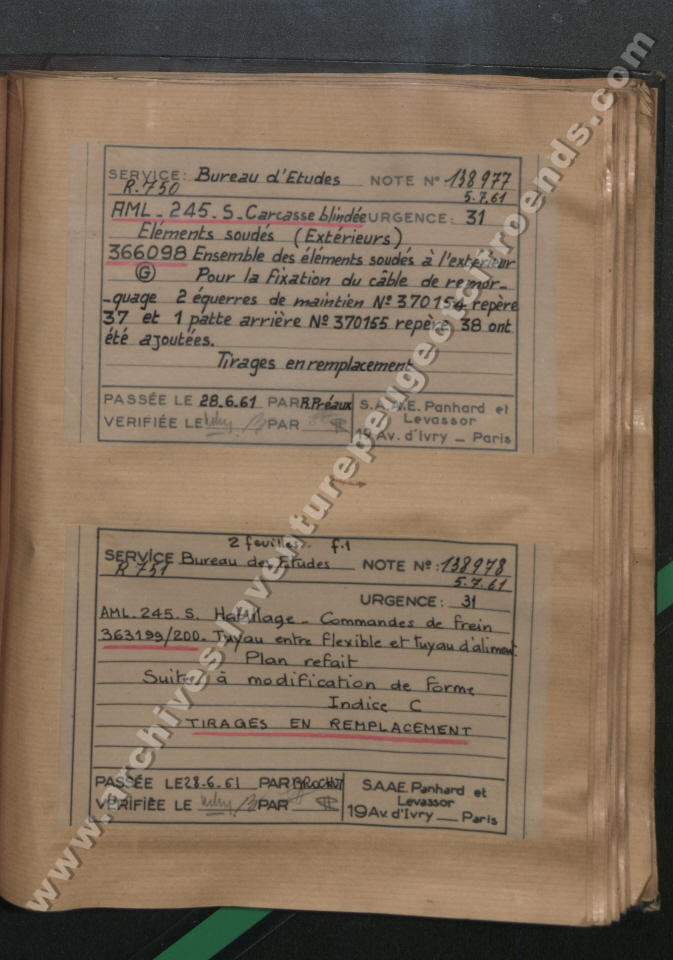 SERVICE: Bureau d'Etudes NOTE N° 138977
R.750 5.7.61
AML. 245. S. Carcasse blindée URGENCE: 31
Eléments soudés (Extérieurs)
366098 Ensemble des éléments soudés à l'extérieur
G Pour la fixation du câble de remor-
-quage 2 équerres de maintien N° 370154 repère
37 et 1 patte arrière N° 370155 repère 38 ont
été ajoutées.
Tirages en remplacement
PASSÉE LE 28.6.61 PAR R.Préaux S.A.A.E. Panhard et
Levassor
VERIFIÉE LE PAR 19 Av. d'Ivry _ Paris
2 feuilles. f.1
SERVICE Bureau des Etudes NOTE N°: 138978
R 751 5.7.61
URGENCE: 31
AML. 245. S. Habillage _ Commandes de frein
363199/200. Tuyau entre flexible et tuyau d'aliment.
Plan refait
Suite à modification de forme
Indice C
TIRAGES EN REMPLACEMENT
PASSÉE LE 28.6.61 PAR S.A.A.E. Panhard et
Levassor
VERIFIÉE LE PAR 19 Av. d'Ivry __ Paris
www.archives-laventurepeugeotcitroends.com